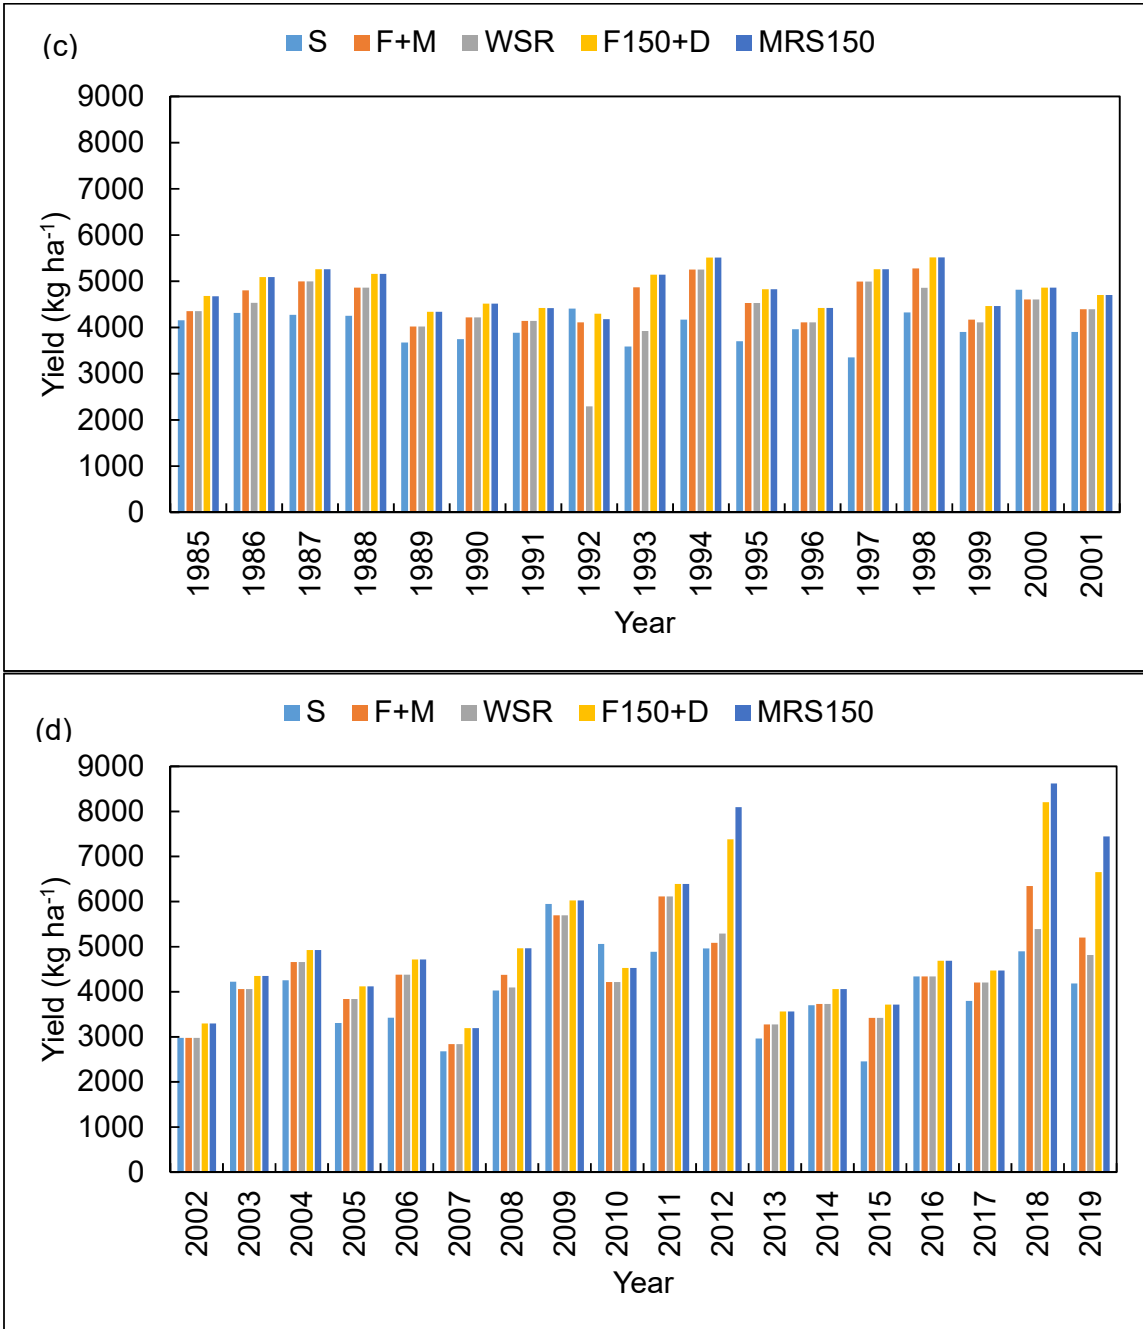 (c)
S F+M WSR F150+D MRS150
9000
8000
7000
6000
5000
4000
3000
2000
1000
0
Yield (kg ha⁻¹)
1985 1986 1987 1988 1989 1990 1991 1992 1993 1994 1995 1996 1997 1998 1999 2000 2001
Year
(d)
S F+M WSR F150+D MRS150
9000
8000
7000
6000
5000
4000
3000
2000
1000
0
Yield (kg ha⁻¹)
2002 2003 2004 2005 2006 2007 2008 2009 2010 2011 2012 2013 2014 2015 2016 2017 2018 2019
Year